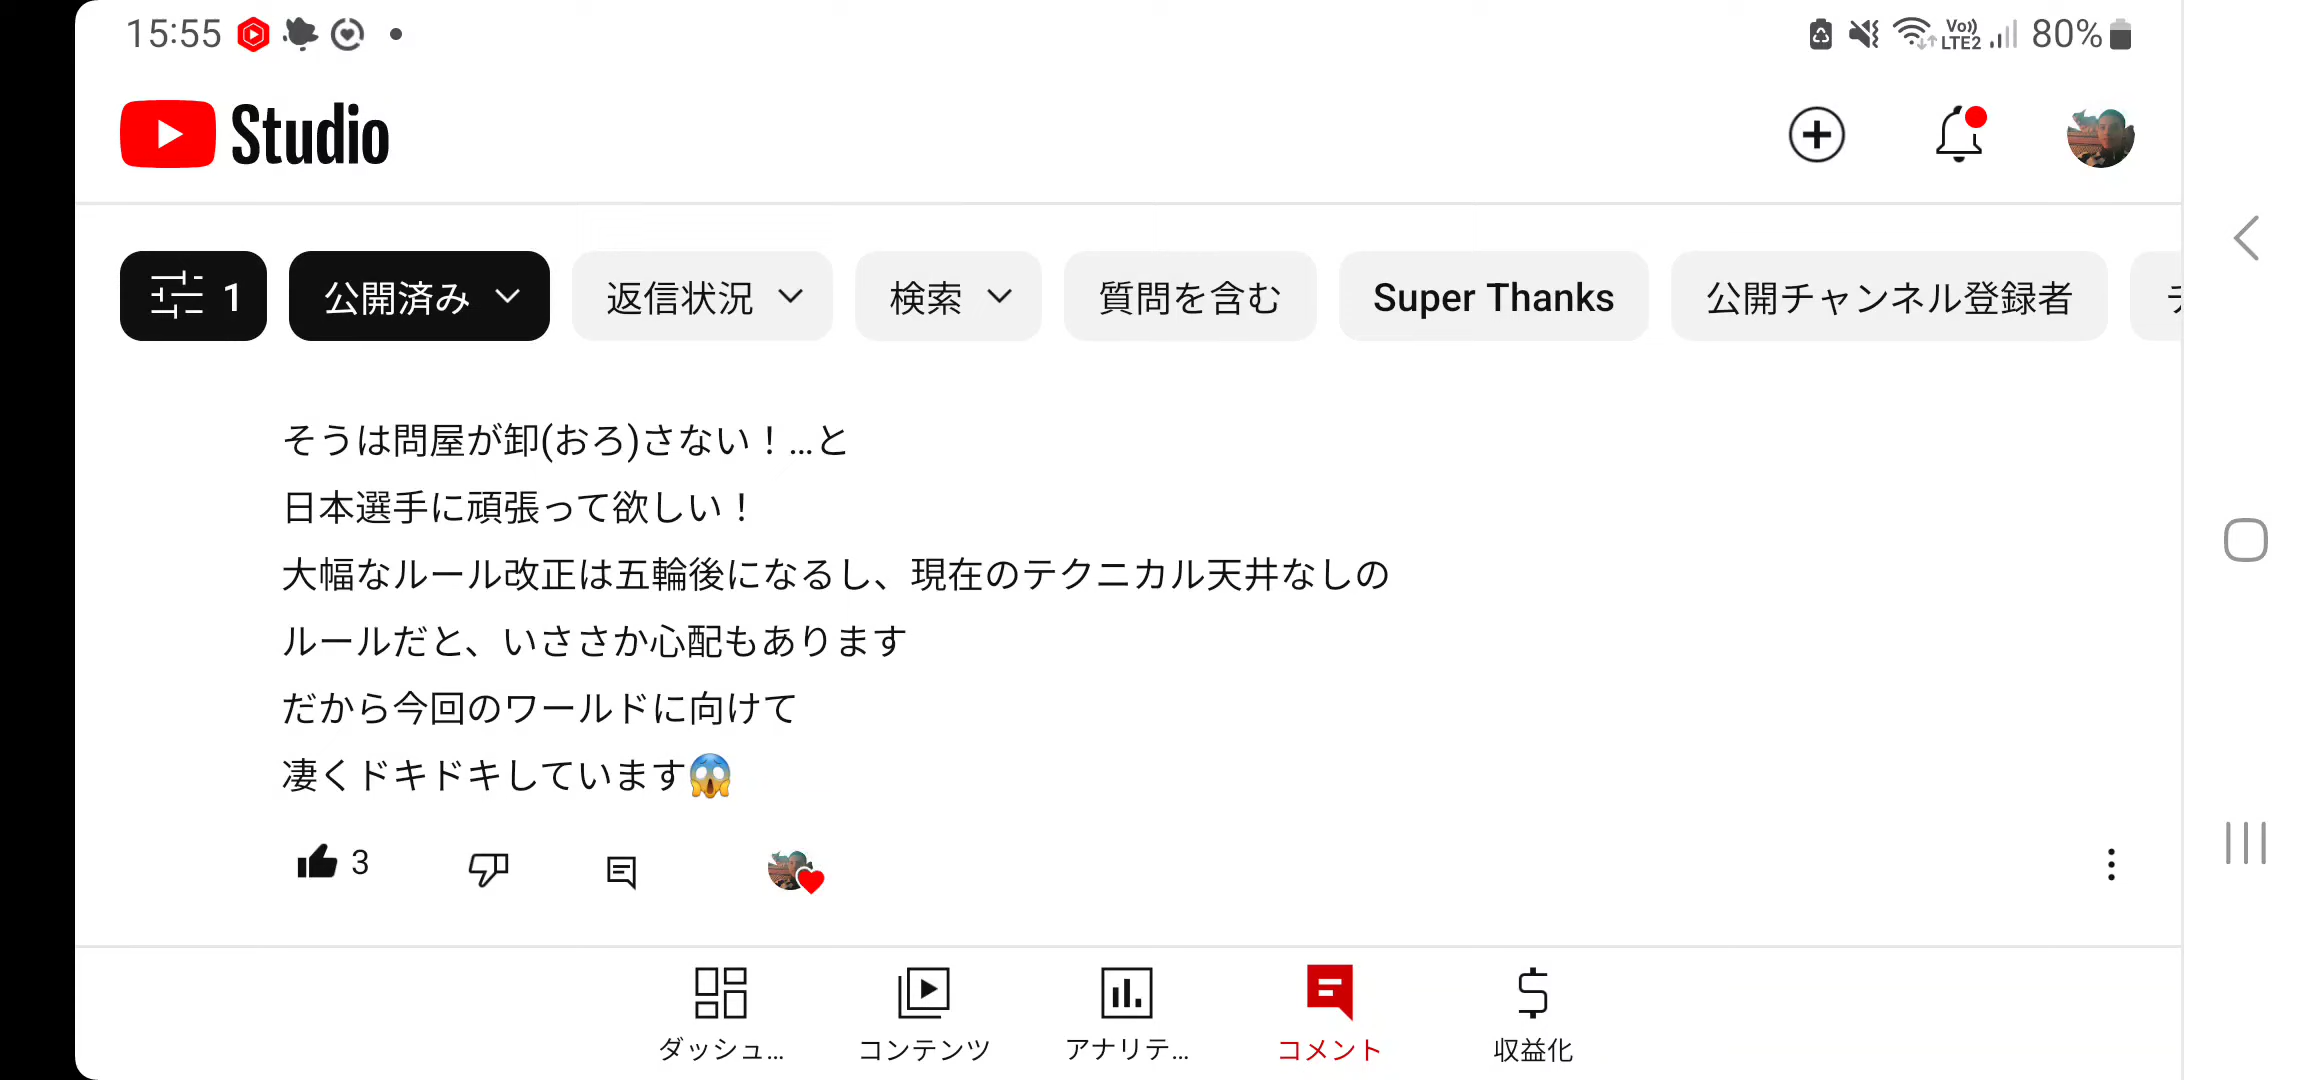 15:55 Vo)) LTE2 80%
Studio
1 公開済み 返信状況 検索 質問を含む Super Thanks 公開チャンネル登録者
そうは問屋が卸(おろ)さない！...と
日本選手に頑張って欲しい！
大幅なルール改正は五輪後になるし、現在のテクニカル天井なしの
ルールだと、いささか心配もあります
だから今回のワールドに向けて
凄くドキドキしています😱
3
ダッシュ... コンテンツ アナリテ... コメント 収益化